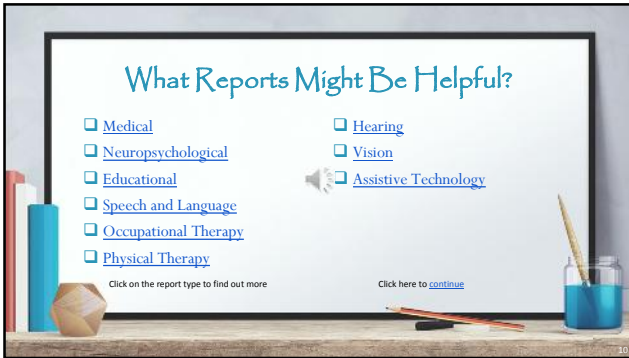 What Reports Might Be Helpful?
❑ Medical
❑ Neuropsychological
❑ Educational
❑ Speech and Language
❑ Occupational Therapy
❑ Physical Therapy
❑ Hearing
❑ Vision
❑ Assistive Technology
Click on the report type to find out more
Click here to continue
10